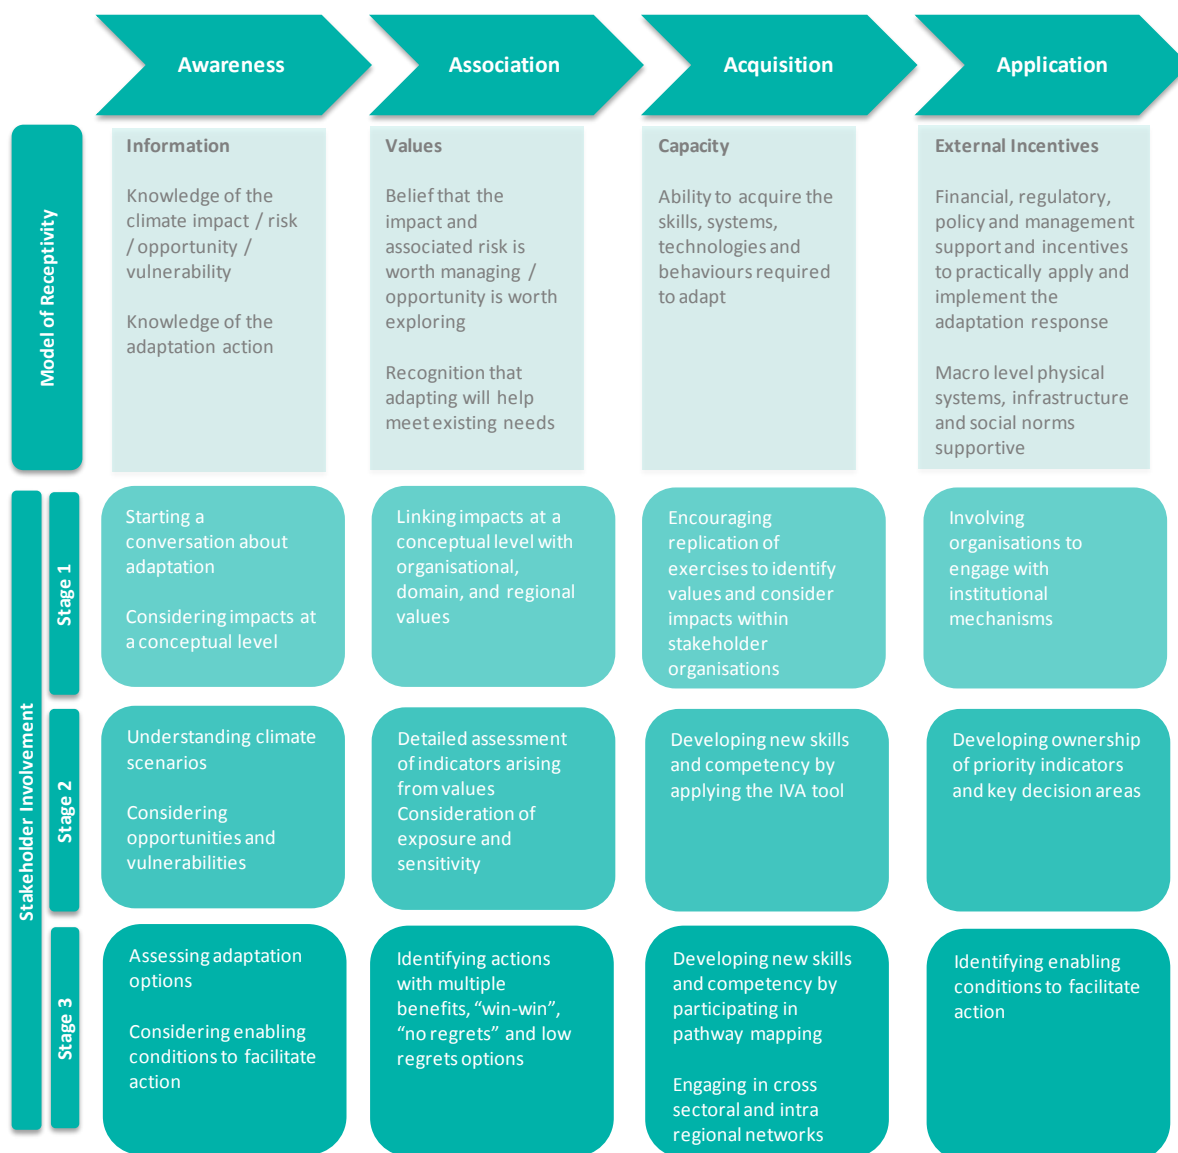 Awareness
Association
Acquisition
Application
Model of Receptivity
Information
Knowledge of the
climate impact / risk
/ opportunity /
vulnerability
Knowledge of the
adaptation action
Values
Belief that the
impact and
associated risk is
worth managing /
opportunity is worth
exploring
Recognition that
adapting will help
meet existing needs
Capacity
Ability to acquire the
skills, systems,
technologies and
behaviours required
to adapt
External Incentives
Financial, regulatory,
policy and management
support and incentives
to practically apply and
implement the
adaptation response
Macro level physical
systems, infrastructure
and social norms
supportive
Stakeholder Involvement
Stage 1
Starting a
conversation about
adaptation
Considering impacts at
a conceptual level
Linking impacts at a
conceptual level with
organisational,
domain, and regional
values
Encouraging
replication of
exercises to identify
values and consider
impacts within
stakeholder
organisations
Involving
organisations to
engage with
institutional
mechanisms
Stage 2
Understanding climate
scenarios
Considering
opportunities and
vulnerabilities
Detailed assessment
of indicators arising
from values
Consideration of
exposure and
sensitivity
Developing new skills
and competency by
applying the IVA tool
Developing ownership
of priority indicators
and key decision areas
Stage 3
Assessing adaptation
options
Considering enabling
conditions to facilitate
action
Identifying actions
with multiple
benefits, “win-win”,
“no regrets” and low
regrets options
Developing new skills
and competency by
participating in
pathway mapping
Engaging in cross
sectoral and intra
regional networks
Identifying enabling
conditions to facilitate
action